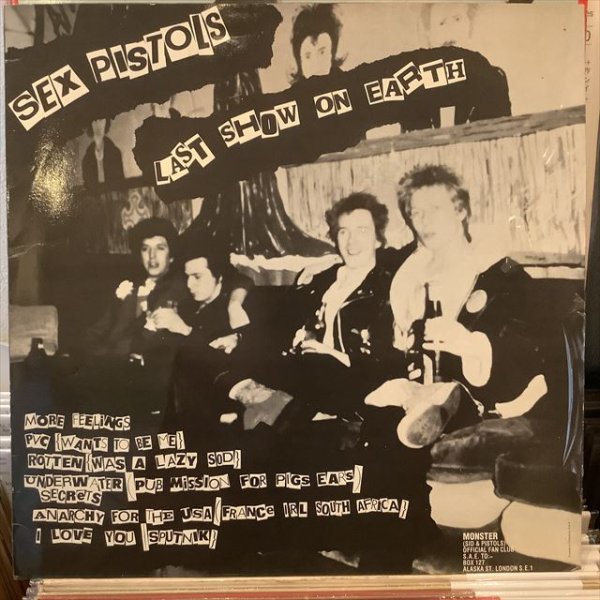 SEX PISTOLS
LAST SHOW ON EARTH
MORE FEELINGS
PVC (WANTS TO BE ME)
ROTTEN (WAS A LAZY SOD)
UNDERWATER (PUB MISSION FOR PIGS EARS)
SECRETS
ANARCHY FOR THE USA (FRANCE IRL SOUTH AFRICA)
I LOVE YOU (SPUTNIK)
MONSTER
(SID & PISTOLS)
OFFICIAL FAN CLUB
S.A.E. TO:-
BOX 127
ALASKA ST. LONDON S.E.1